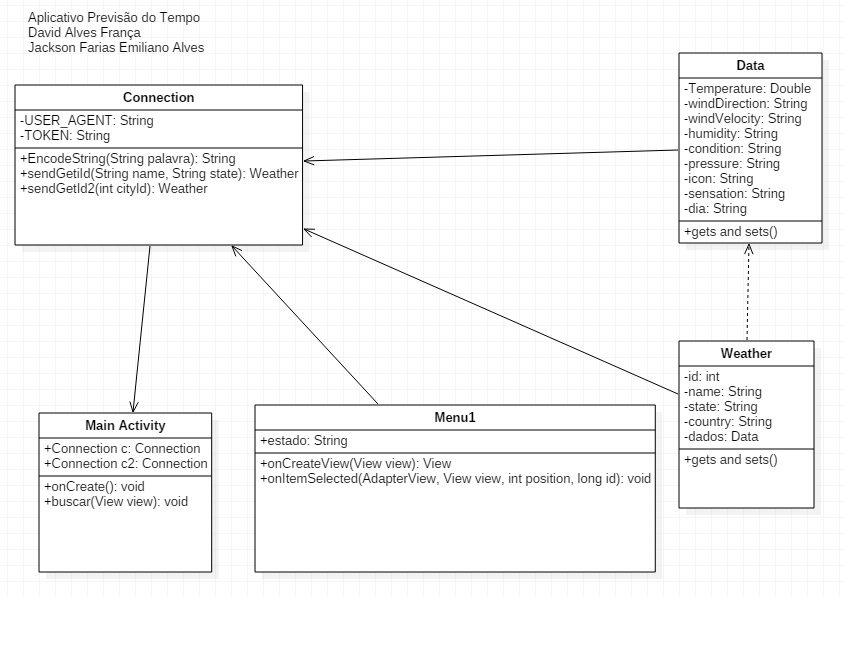 Aplicativo Previsão do Tempo
David Alves França
Jackson Farias Emiliano Alves
Connection
-USER_AGENT: String
-TOKEN: String
+EncodeString(String palavra): String
+sendGetiId(String name, String state): Weather
+sendGetId2(int cityId): Weather
Data
-Temperature: Double
-windDirection: String
-windVelocity: String
-humidity: String
-condition: String
-pressure: String
-icon: String
-sensation: String
-dia: String
+gets and sets()
Main Activity
+Connection c: Connection
+Connection c2: Connection
+onCreate(): void
+buscar(View view): void
Menu1
+estado: String
+onCreateView(View view): View
+onItemSelected(AdapterView, View view, int position, long id): void
Weather
-id: int
-name: String
-state: String
-country: String
-dados: Data
+gets and sets()